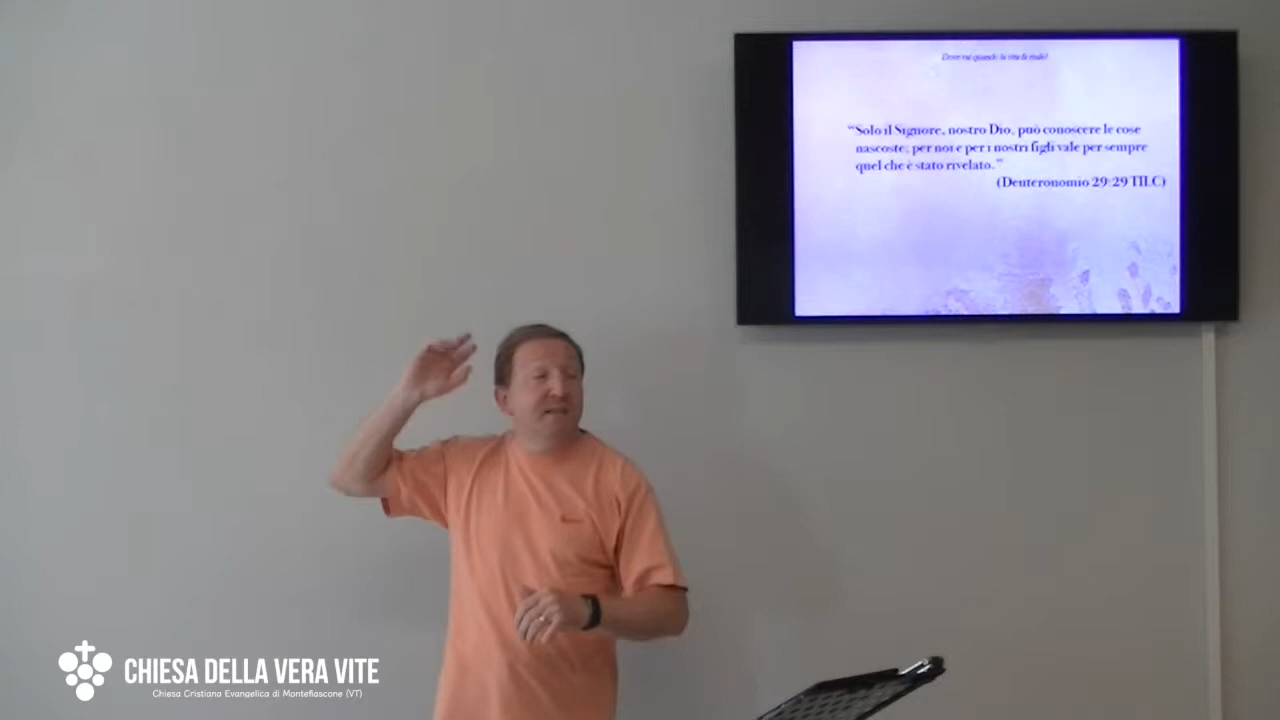 Dove vai quando la vita fa male?
“Solo il Signore, nostro Dio, può conoscere le cose
nascoste; per noi e per i nostri figli vale per sempre
quel che è stato rivelato.”
(Deuteronomio 29:29 TILC)
CHIESA DELLA VERA VITE
Chiesa Cristiana Evangelica di Montefiascone (VT)